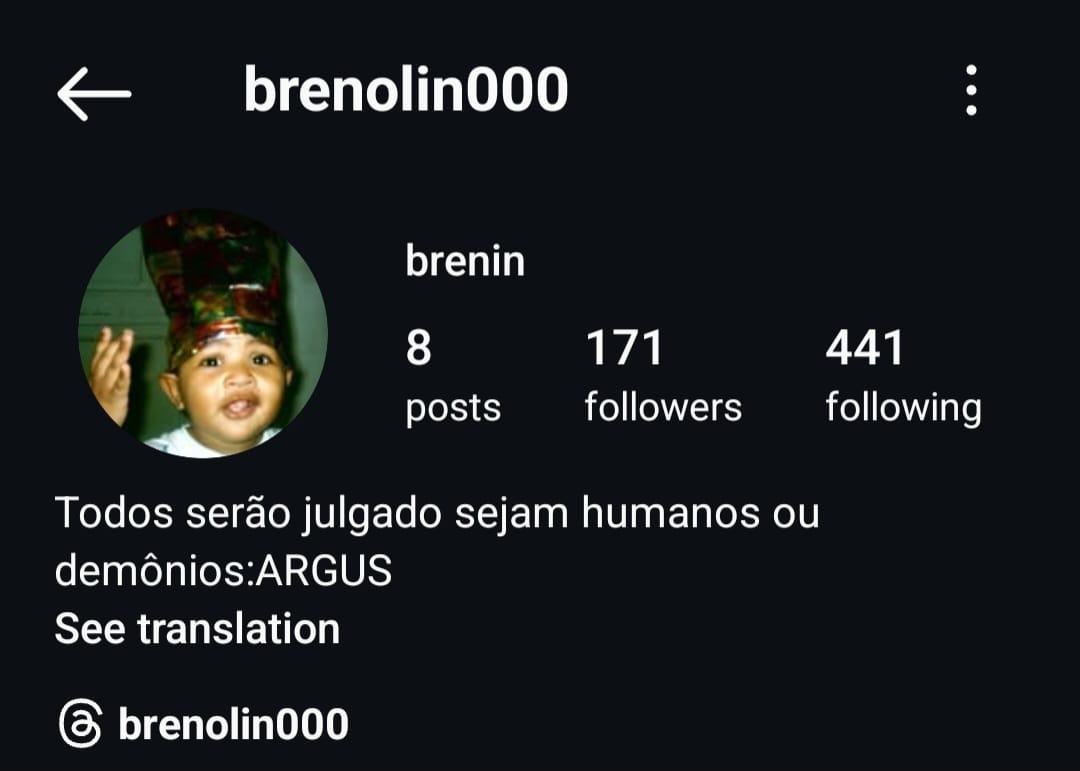 brenolin000
brenin
8 171 441
posts followers following
Todos serão julgado sejam humanos ou
demônios:ARGUS
See translation
brenolin000